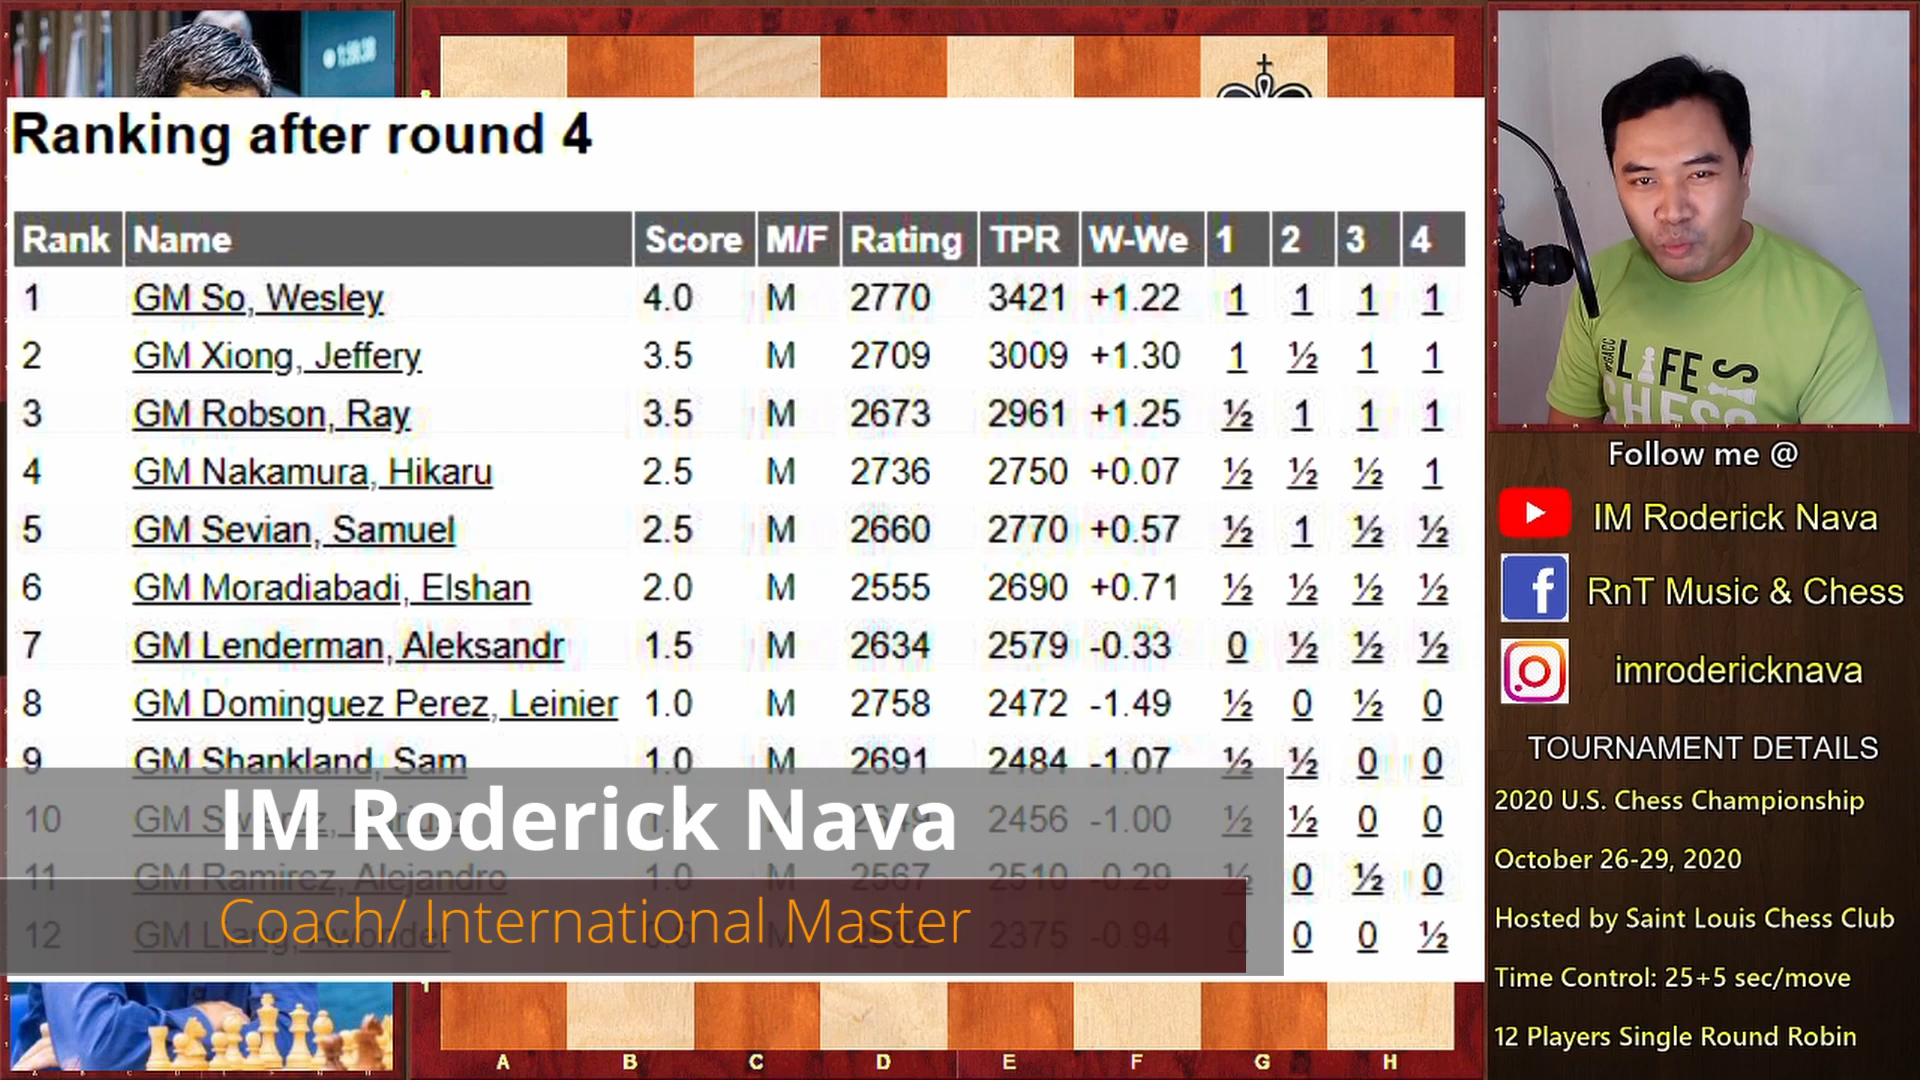 Ranking after round 4
Rank Name Score M/F Rating TPR W-We 1 2 3 4
1 GM So, Wesley 4.0 M 2770 3421 +1.22 1 1 1 1
2 GM Xiong, Jeffery 3.5 M 2709 3009 +1.30 1 ½ 1 1
3 GM Robson, Ray 3.5 M 2673 2961 +1.25 ½ 1 1 1
4 GM Nakamura, Hikaru 2.5 M 2736 2750 +0.07 ½ ½ ½ 1
5 GM Sevian, Samuel 2.5 M 2660 2770 +0.57 ½ 1 ½ ½
6 GM Moradiabadi, Elshan 2.0 M 2555 2690 +0.71 ½ ½ ½ ½
7 GM Lenderman, Aleksandr 1.5 M 2634 2579 -0.33 0 ½ ½ ½
8 GM Dominguez Perez, Leinier 1.0 M 2758 2472 -1.49 ½ 0 ½ 0
9 GM Shankland, Sam 1.0 M 2691 2484 -1.07 ½ ½ 0 0
10 GM 2456 -1.00 ½ ½ 0 0
11 GM Ramirez, Alejandro 1.0 M 2567 2510 -0.29 ½ 0 ½ 0
12 GM 2375 -0.94 0 0 0 ½
IM Roderick Nava
Coach/ International Master
A B C D E F G H
LIFE IS
CHESS
Follow me @
IM Roderick Nava
RnT Music & Chess
imrodericknava
TOURNAMENT DETAILS
2020 U.S. Chess Championship
October 26-29, 2020
Hosted by Saint Louis Chess Club
Time Control: 25+5 sec/move
12 Players Single Round Robin